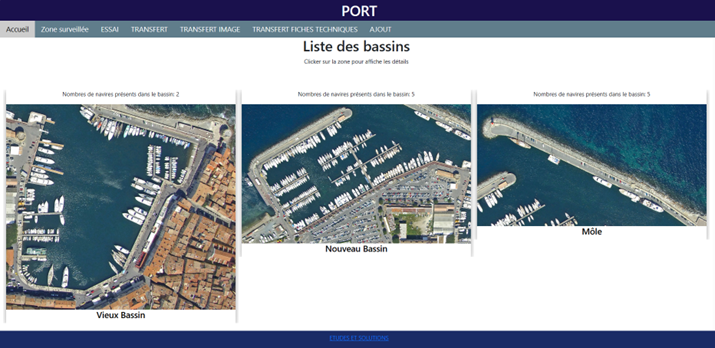 PORT
Accueil Zone surveillée ESSAI TRANSFERT TRANSFERT IMAGE TRANSFERT FICHES TECHNIQUES AJOUT
Liste des bassins
Clicker sur la zone pour affiche les détails
Nombres de navires présents dans le bassin: 2
Vieux Bassin
Nombres de navires présents dans le bassin: 5
Nouveau Bassin
Nombres de navires présents dans le bassin: 5
Môle
ETUDES ET SOLUTIONS